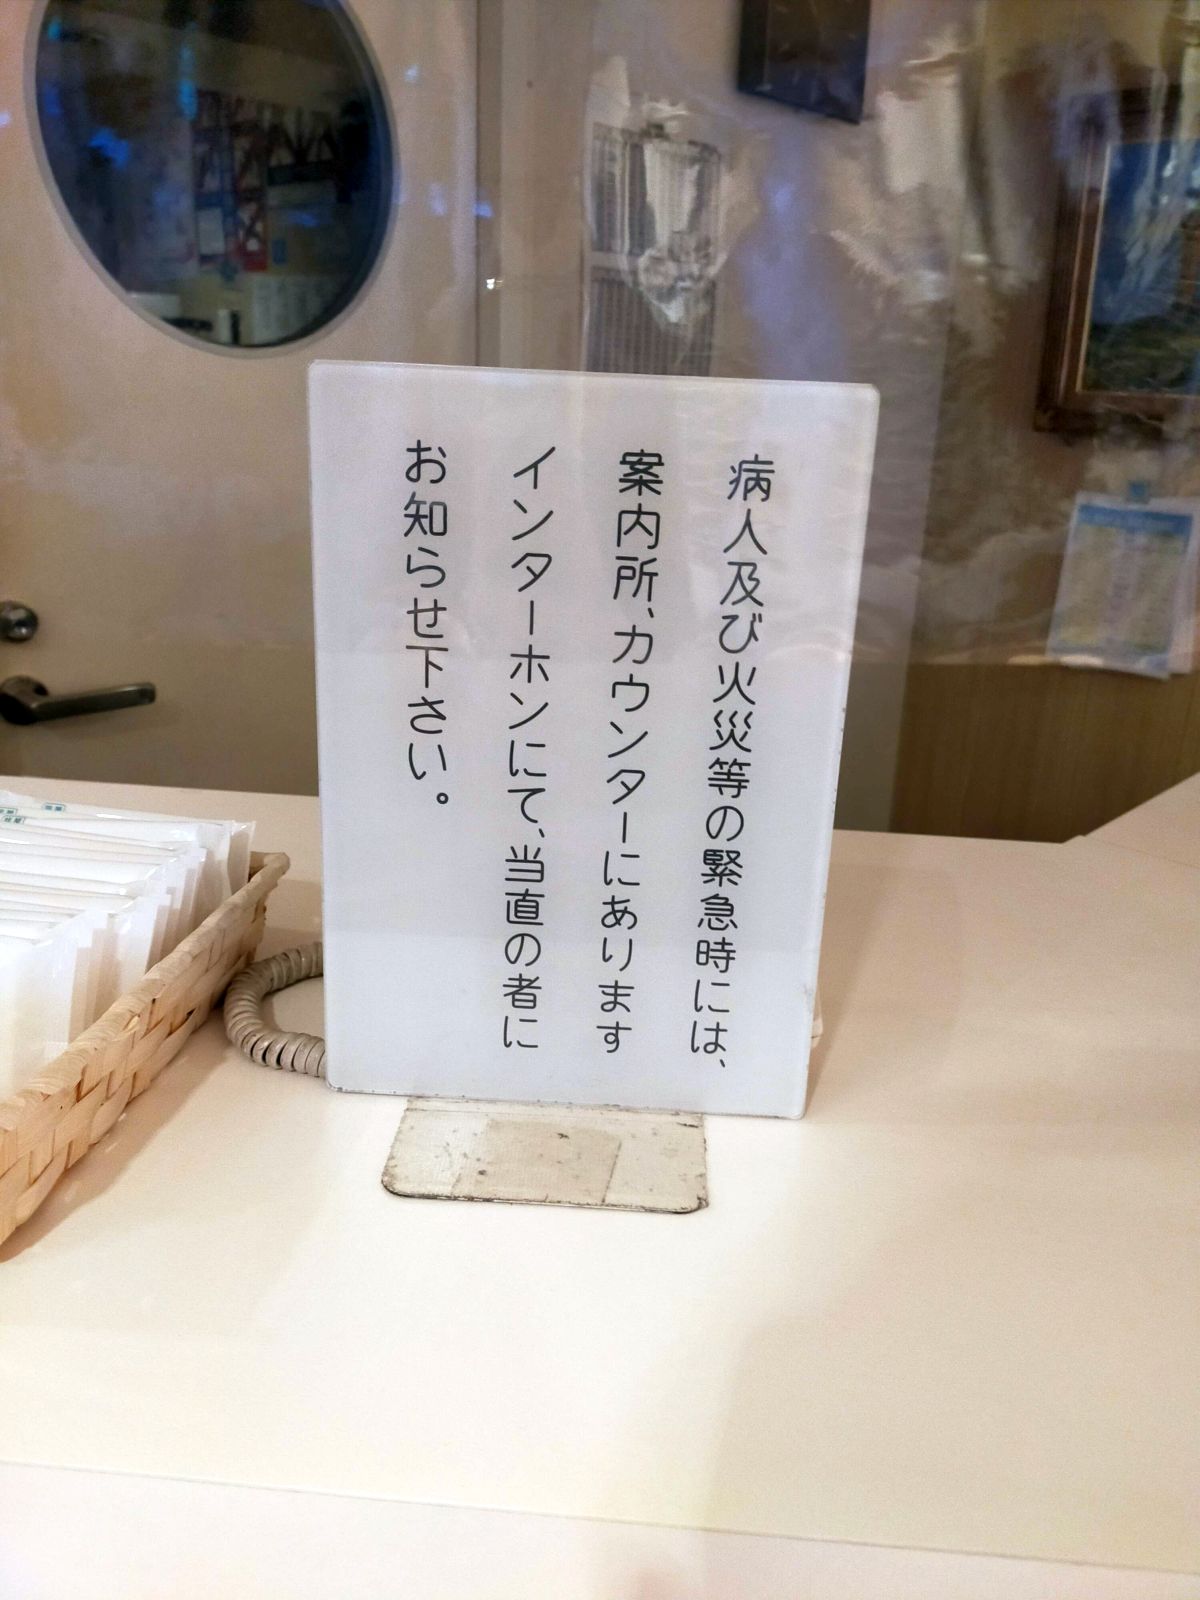 病人及び火災等の緊急時には、
案内所、カウンターにあります
インターホンにて、当直の者に
お知らせ下さい。